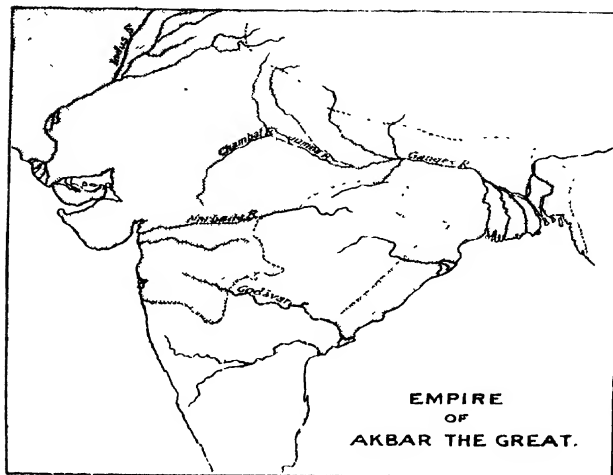 Indus R.
Chambal R.
Jumna R.
Ganges R.
Narbada R.
Godavari
EMPIRE
OF
AKBAR THE GREAT.